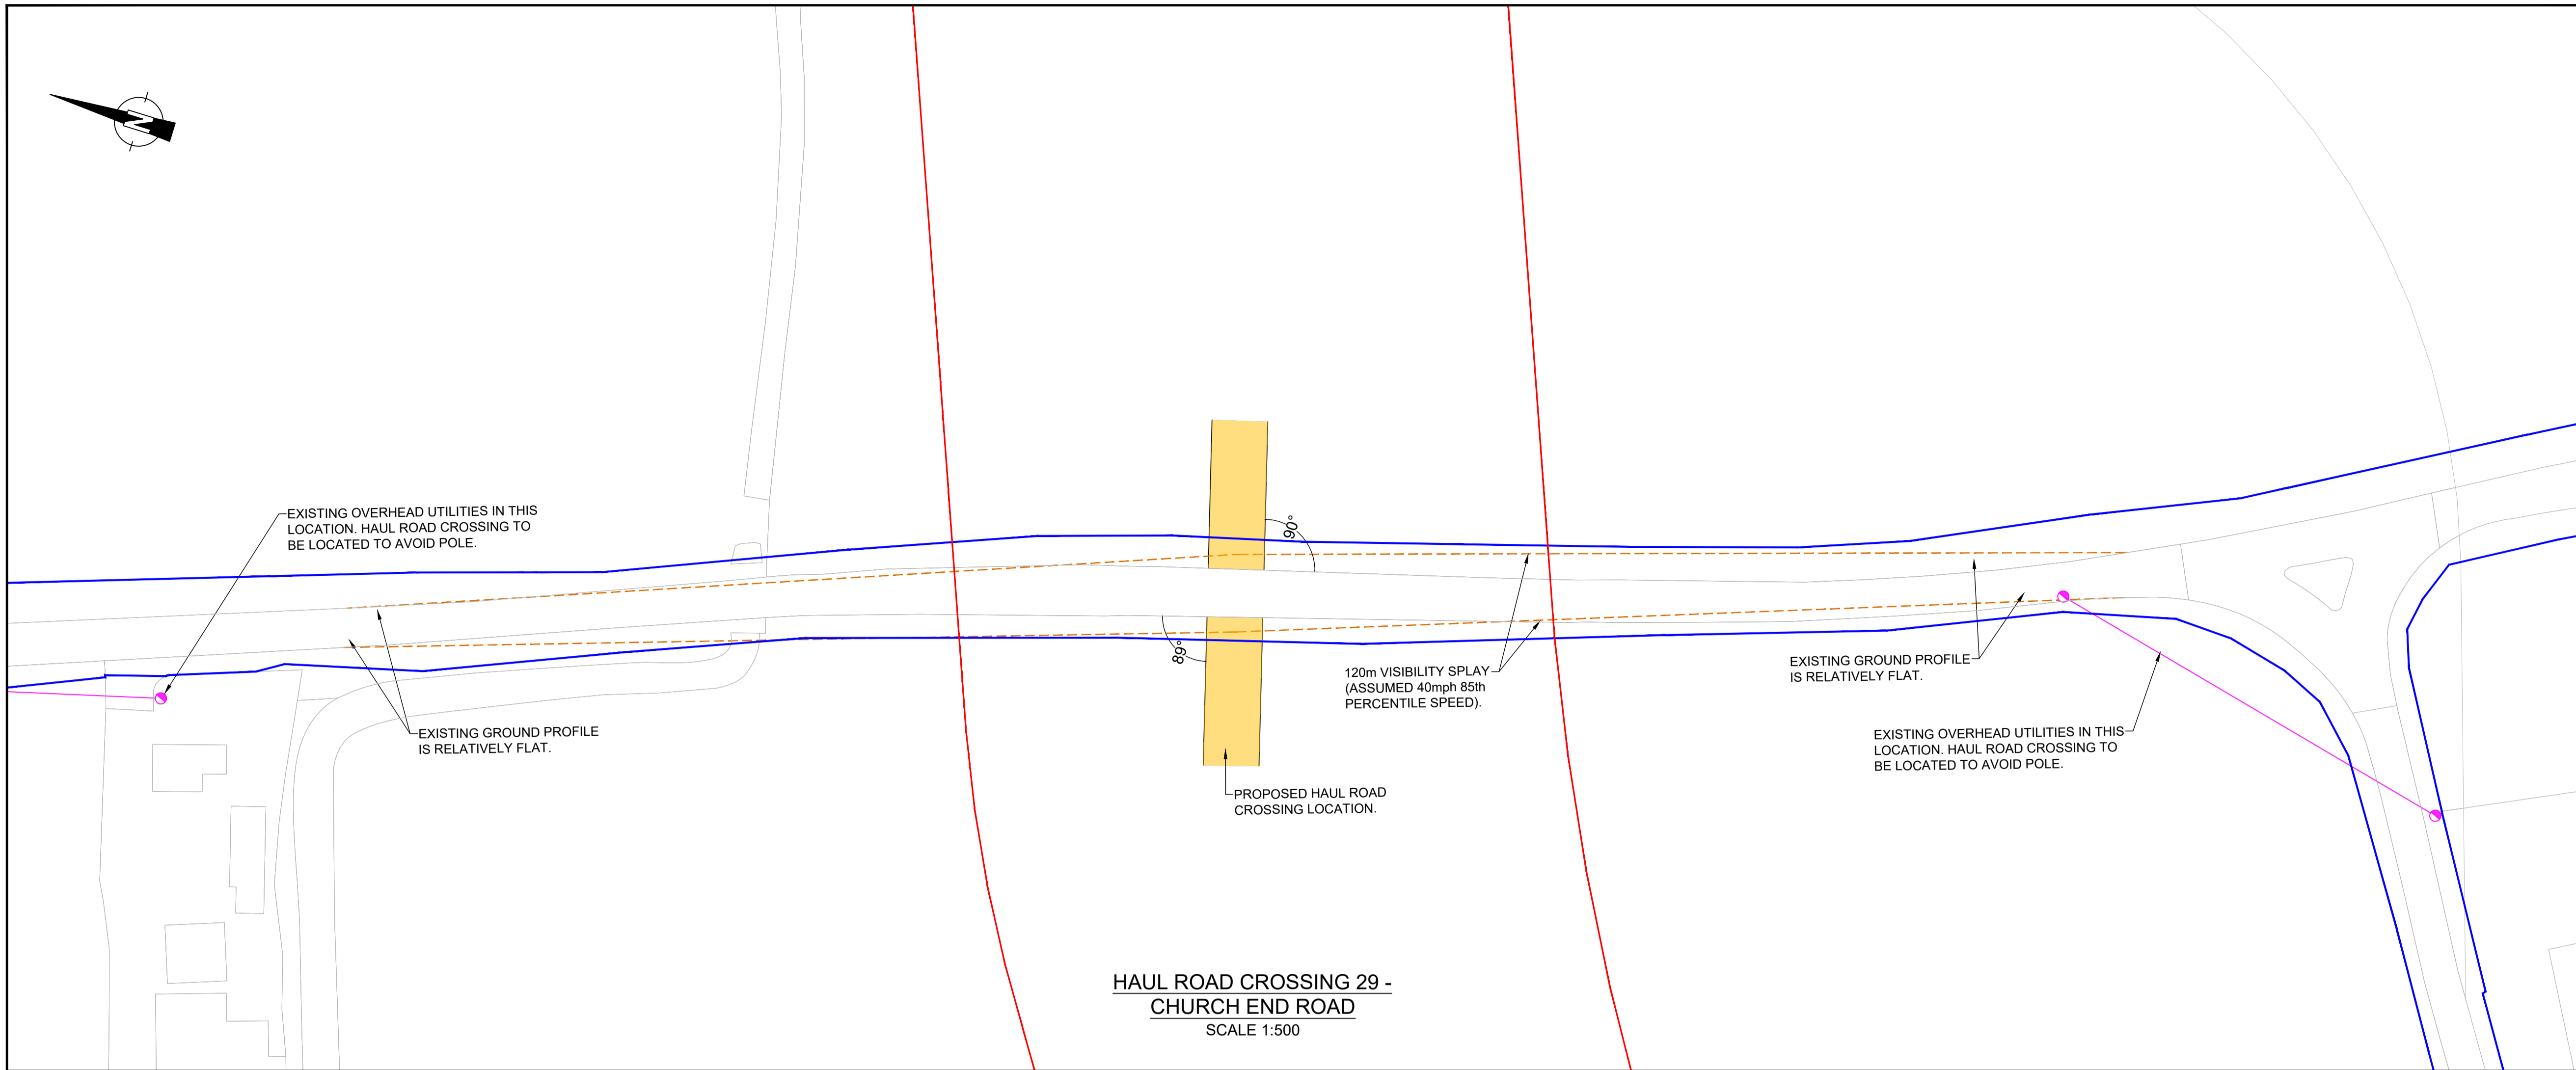 N
EXISTING OVERHEAD UTILITIES IN THIS
LOCATION. HAUL ROAD CROSSING TO
BE LOCATED TO AVOID POLE.
EXISTING GROUND PROFILE
IS RELATIVELY FLAT.
90°
89°
PROPOSED HAUL ROAD
CROSSING LOCATION.
120m VISIBILITY SPLAY
(ASSUMED 40mph 85th
PERCENTILE SPEED).
EXISTING GROUND PROFILE
IS RELATIVELY FLAT.
EXISTING OVERHEAD UTILITIES IN THIS
LOCATION. HAUL ROAD CROSSING TO
BE LOCATED TO AVOID POLE.
HAUL ROAD CROSSING 29 -
CHURCH END ROAD
SCALE 1:500